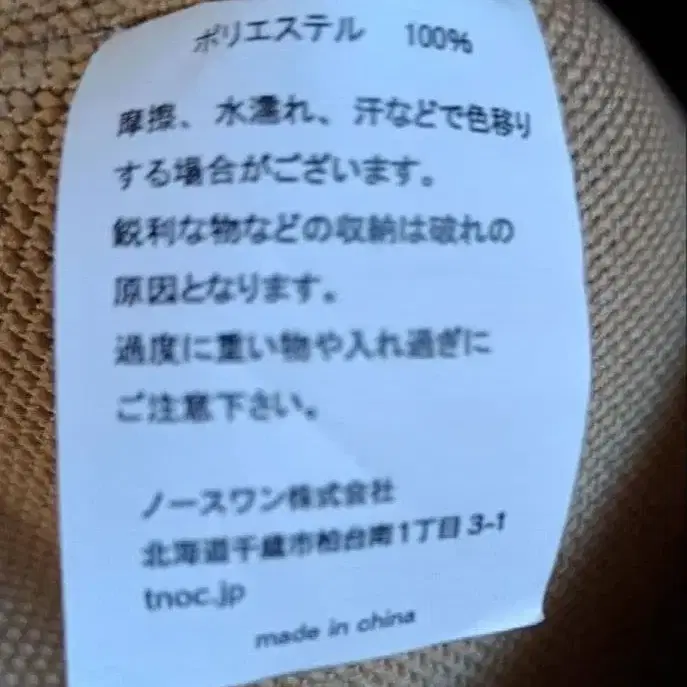 ポリエステル 100%
摩擦、水濡れ、汗などで色移り
する場合がございます。
鋭利な物などの収納は破れの
原因となります。
過度に重い物や入れ過ぎに
ご注意下さい。
ノースワン株式会社
北海道千歳市柏台南1丁目3-1
tnoc.jp
made in china